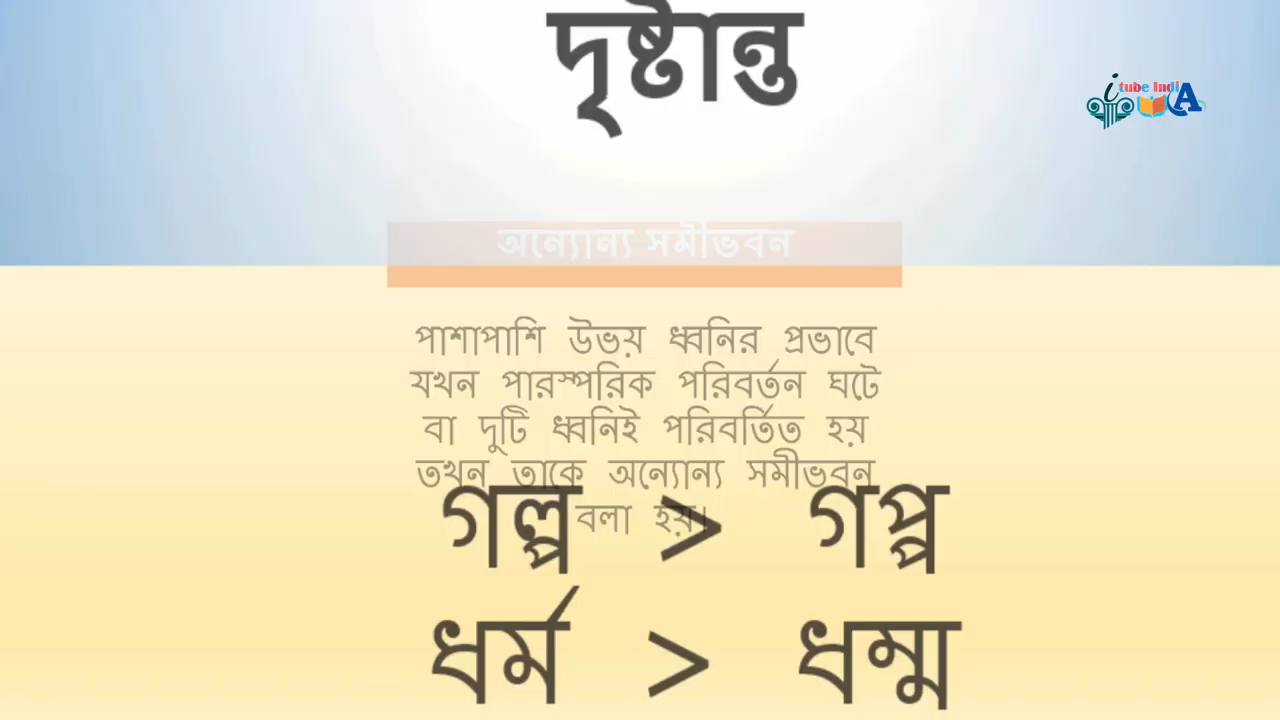 দৃষ্টান্ত
itube IndiA
অন্যোন্য সমীভবন
পাশাপাশি উভয় ধ্বনির প্রভাবে
যখন পারস্পরিক পরিবর্তন ঘটে
বা দুটি ধ্বনিই পরিবর্তিত হয়
তখন তাকে অন্যোন্য সমীভবন
বলা হয়।
গল্প > গপ্প
ধর্ম > ধম্ম